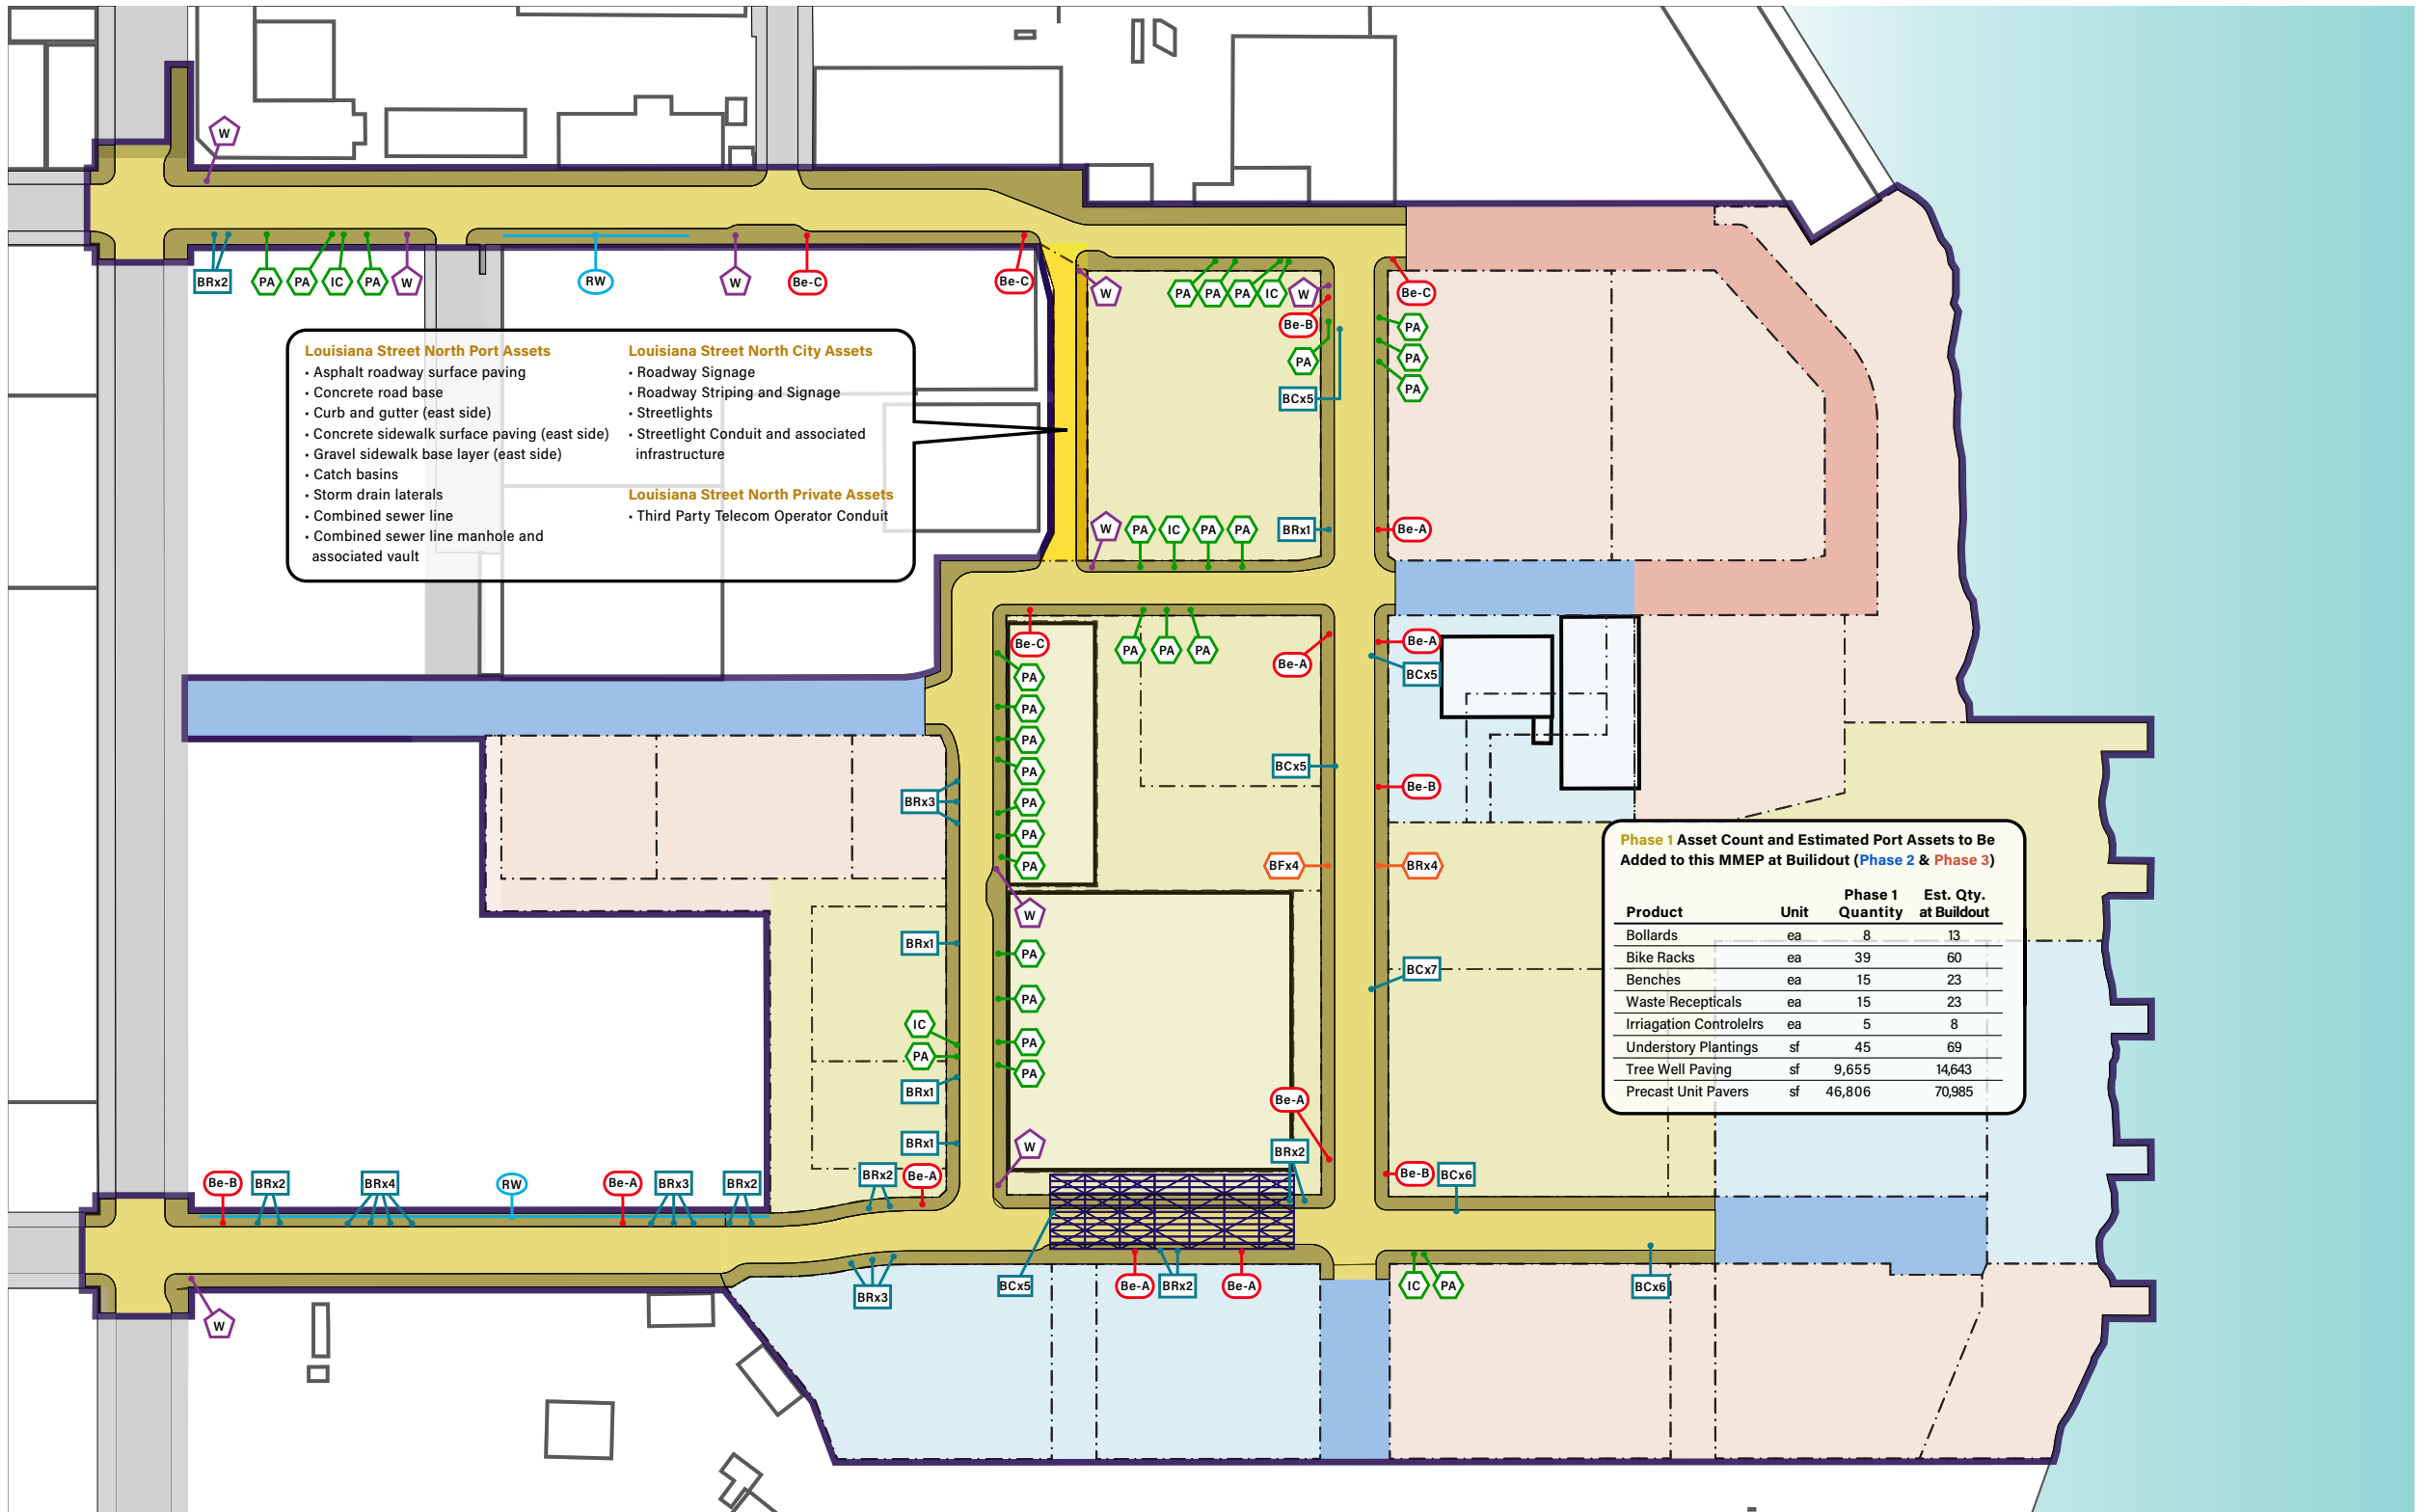 W
BRx2
PA
PA
IC
PA
W
RW
W
Be-C
Be-C
W
PA
PA
PA
IC
W
Be-C
Be-B
PA
PA
PA
PA
BCx5
Louisiana Street North Port Assets
• Asphalt roadway surface paving
• Concrete road base
• Curb and gutter (east side)
• Concrete sidewalk surface paving (east side)
• Gravel sidewalk base layer (east side)
• Catch basins
• Storm drain laterals
• Combined sewer line
• Combined sewer line manhole and
associated vault
Louisiana Street North City Assets
• Roadway Signage
• Roadway Striping and Signage
• Streetlights
• Streetlight Conduit and associated
infrastructure
Louisiana Street North Private Assets
• Third Party Telecom Operator Conduit
W
PA
IC
PA
PA
BRx1
Be-A
Be-C
PA
PA
PA
Be-A
Be-A
BCx5
PA
PA
PA
PA
PA
PA
PA
BRx3
BCx5
Be-B
BFx4
BRx4
W
BRx1
PA
BCx7
PA
IC
PA
PA
PA
BRx1
Be-A
BRx1
W
BRx2
Phase 1 Asset Count and Estimated Port Assets to Be
Added to this MMEP at Builidout (Phase 2 & Phase 3)
Product Unit Phase 1 Quantity Est. Qty. at Buildout
Bollards ea 8 13
Bike Racks ea 39 60
Benches ea 15 23
Waste Recepticals ea 15 23
Irriagation Controlelrs ea 5 8
Understory Plantings sf 45 69
Tree Well Paving sf 9,655 14,643
Precast Unit Pavers sf 46,806 70,985
Be-B
BRx2
BRx4
RW
Be-A
BRx3
BRx2
BRx2
Be-A
Be-B
BCx6
W
BRx3
BCx5
Be-A
BRx2
Be-A
IC
PA
BCx6